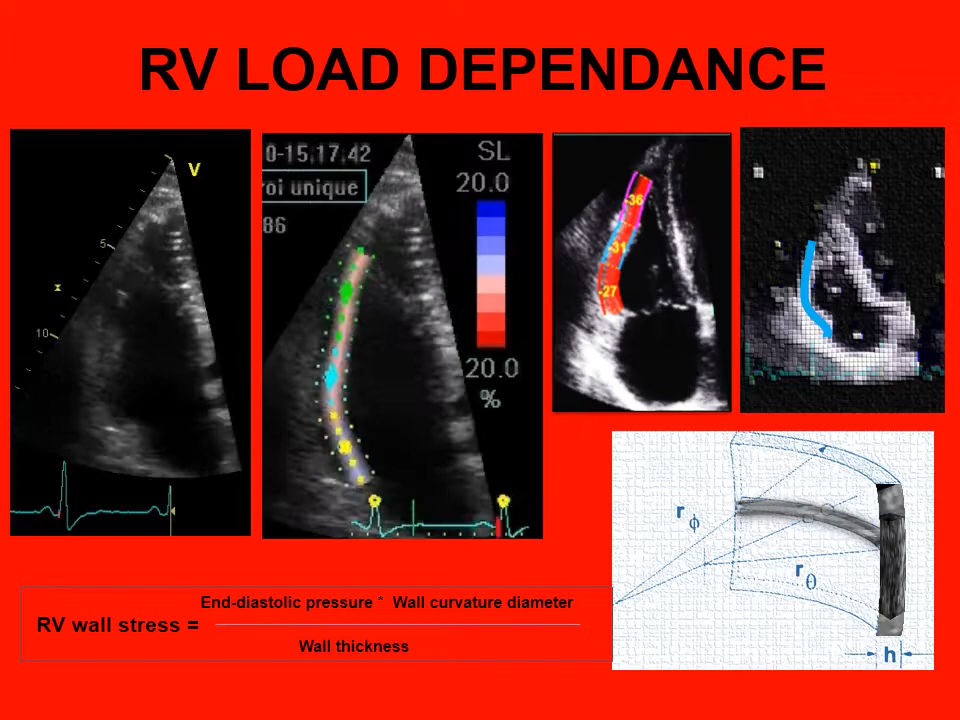 RV LOAD DEPENDANCE
V
5
x
10
0-15,17,42
roi unique
86
SL
20.0
20.0
%
-36
-31
-27
r ϕ
r θ
h
End-diastolic pressure * Wall curvature diameter
RV wall stress =
Wall thickness